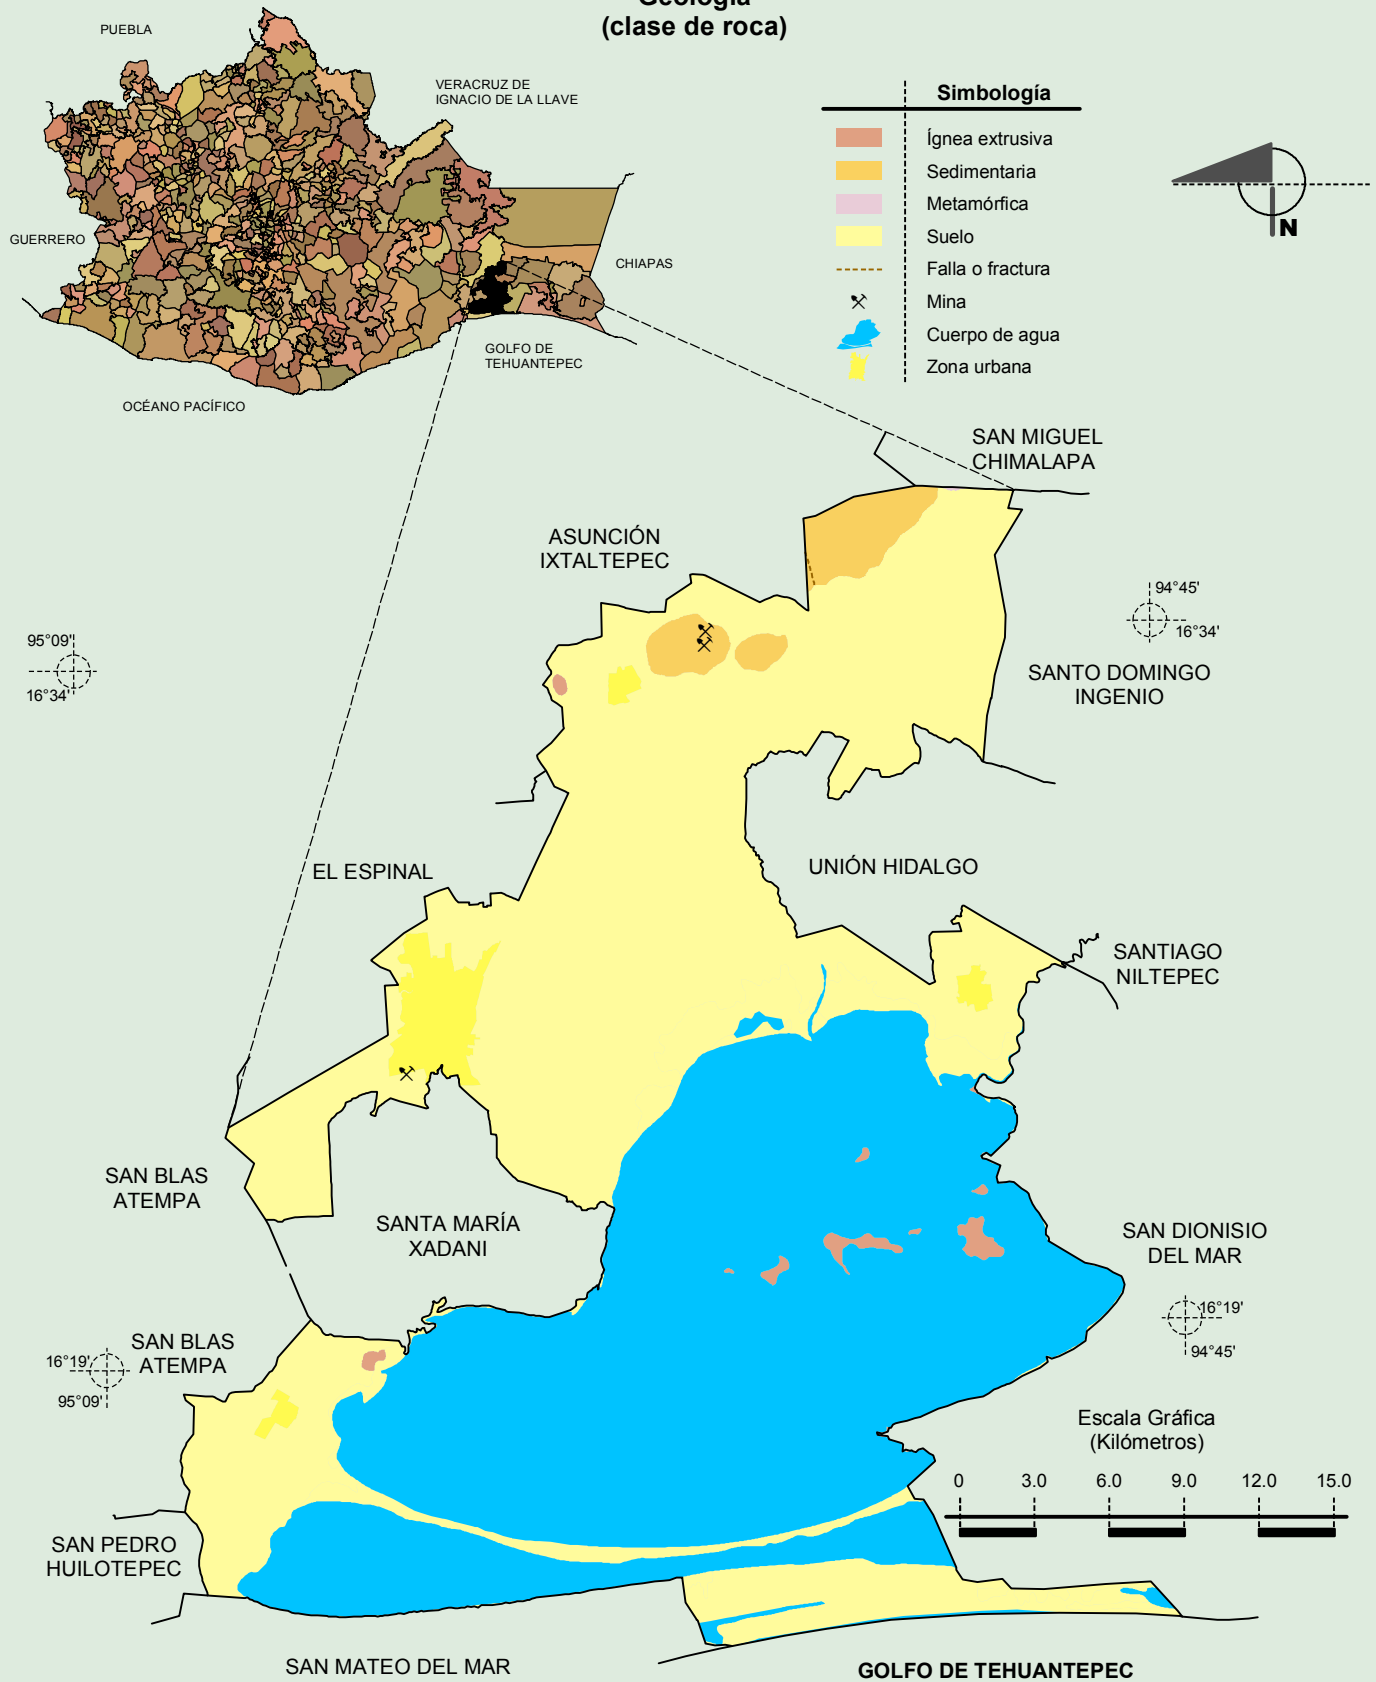 Geología
(clase de roca)
PUEBLA
VERACRUZ DE
IGNACIO DE LA LLAVE
GUERRERO
CHIAPAS
GOLFO DE
TEHUANTEPEC
OCÉANO PACÍFICO
Simbología
Ígnea extrusiva
Sedimentaria
Metamórfica
Suelo
Falla o fractura
Mina
Cuerpo de agua
Zona urbana
N
SAN MIGUEL
CHIMALAPA
ASUNCIÓN
IXTALTEPEC
94°45'
16°34'
95°09'
16°34'
SANTO DOMINGO
INGENIO
EL ESPINAL
UNIÓN HIDALGO
SANTIAGO
NILTEPEC
SAN BLAS
ATEMPA
SANTA MARÍA
XADANI
SAN DIONISIO
DEL MAR
16°19'
94°45'
SAN BLAS
ATEMPA
16°19'
95°09'
Escala Gráfica
(Kilómetros)
0 3.0 6.0 9.0 12.0 15.0
SAN PEDRO
HUILOTEPEC
SAN MATEO DEL MAR
GOLFO DE TEHUANTEPEC